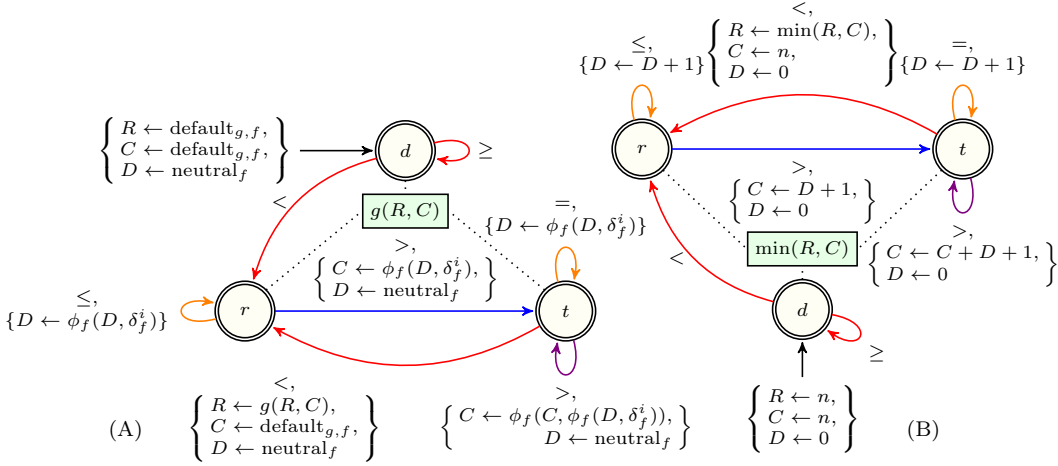 R ← default_{g,f},
C ← default_{g,f},
D ← neutral_f
d
≥
<
g(R, C)
=,
{D ← ϕ_f(D, δ_f^i)}
>,
C ← ϕ_f(D, δ_f^i),
D ← neutral_f
≤,
{D ← ϕ_f(D, δ_f^i)}
r
t
<,
R ← g(R, C),
C ← default_{g,f},
D ← neutral_f
>,
C ← ϕ_f(C, ϕ_f(D, δ_f^i)),
D ← neutral_f
(A)
<,
R ← min(R, C),
C ← n,
D ← 0
≤,
{D ← D + 1}
=,
{D ← D + 1}
r
t
>,
C ← D + 1,
D ← 0
>,
C ← C + D + 1,
D ← 0
min(R, C)
<
d
≥
R ← n,
C ← n,
D ← 0
(B)